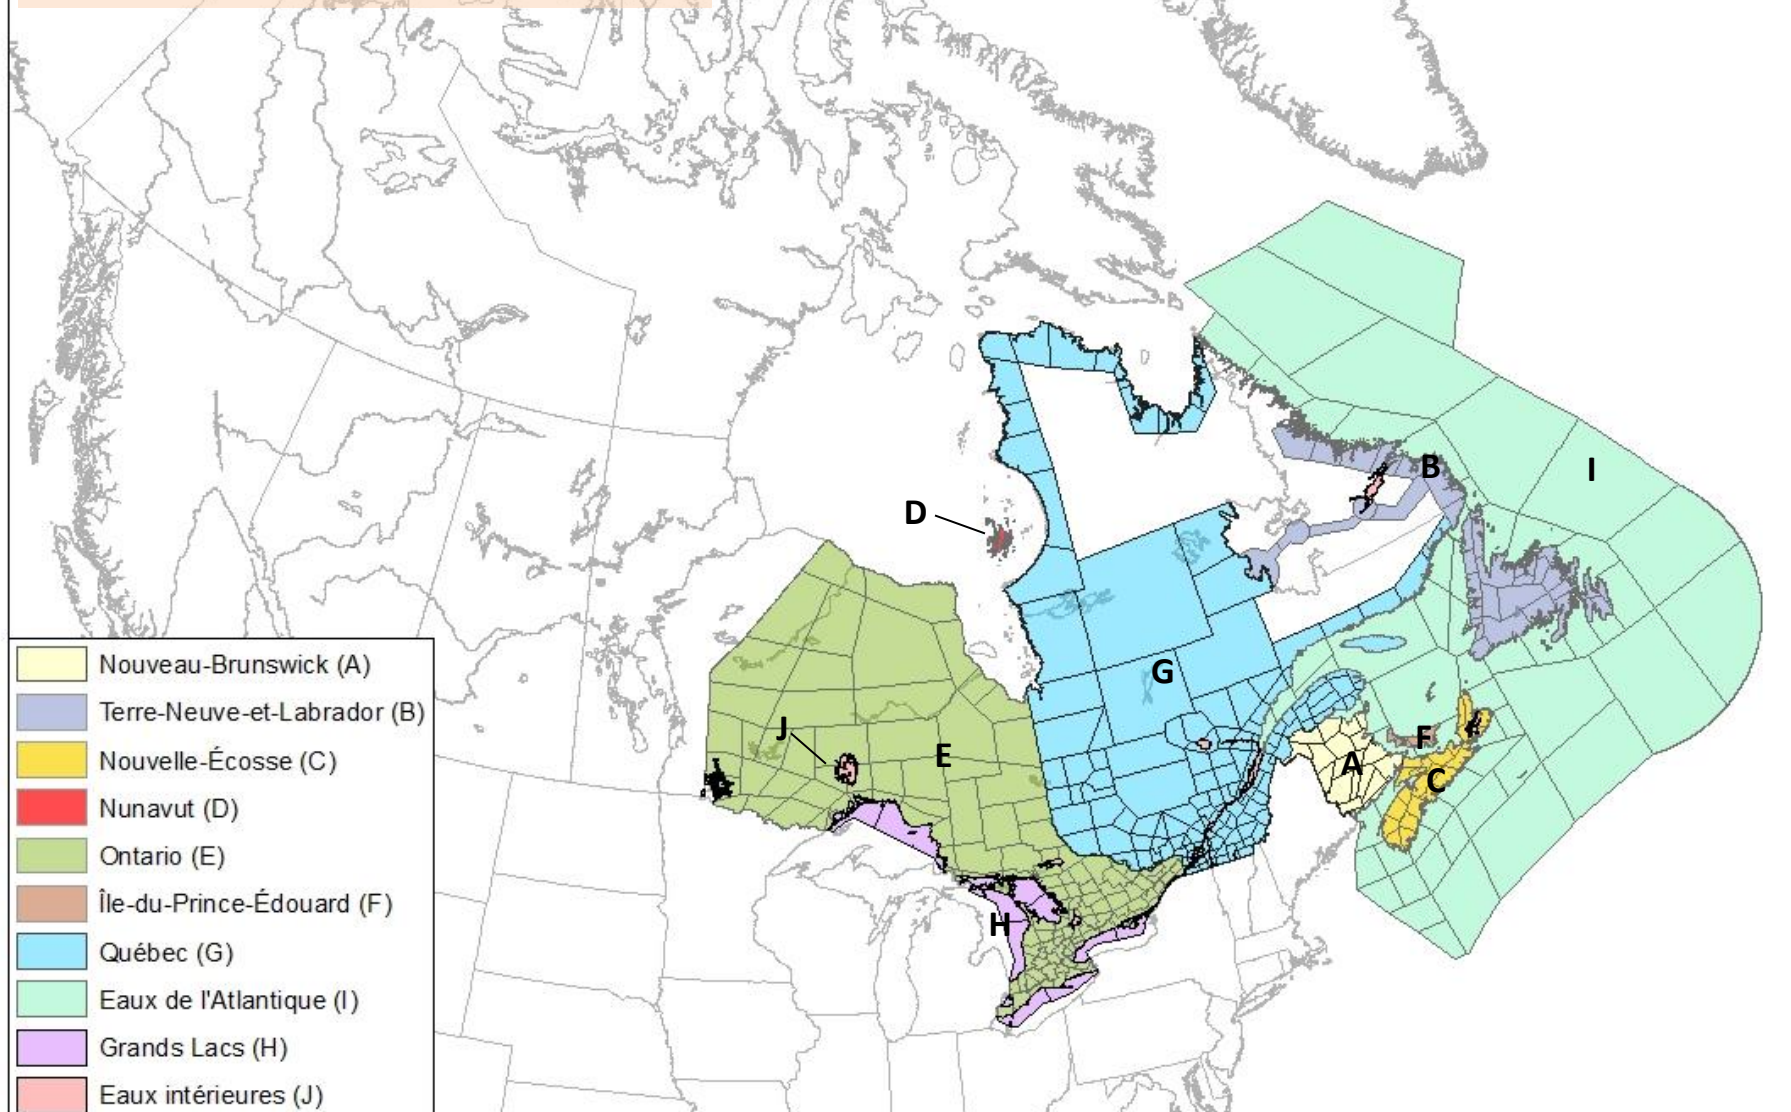 B
I
D
G
J
E
F
A
C
H
Nouveau-Brunswick (A)
Terre-Neuve-et-Labrador (B)
Nouvelle-Écosse (C)
Nunavut (D)
Ontario (E)
Île-du-Prince-Édouard (F)
Québec (G)
Eaux de l'Atlantique (I)
Grands Lacs (H)
Eaux intérieures (J)